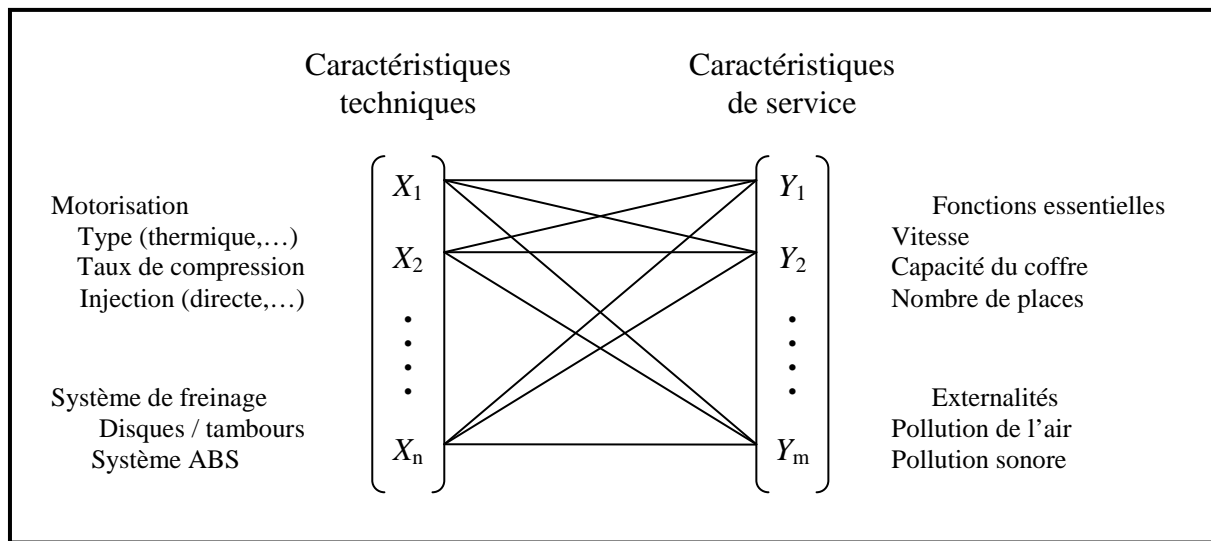 Caractéristiques
techniques
Caractéristiques
de service
Motorisation
Type (thermique,…)
Taux de compression
Injection (directe,…)
Système de freinage
Disques / tambours
Système ABS
X1
X2
Xn
Y1
Y2
Ym
Fonctions essentielles
Vitesse
Capacité du coffre
Nombre de places
Externalités
Pollution de l’air
Pollution sonore